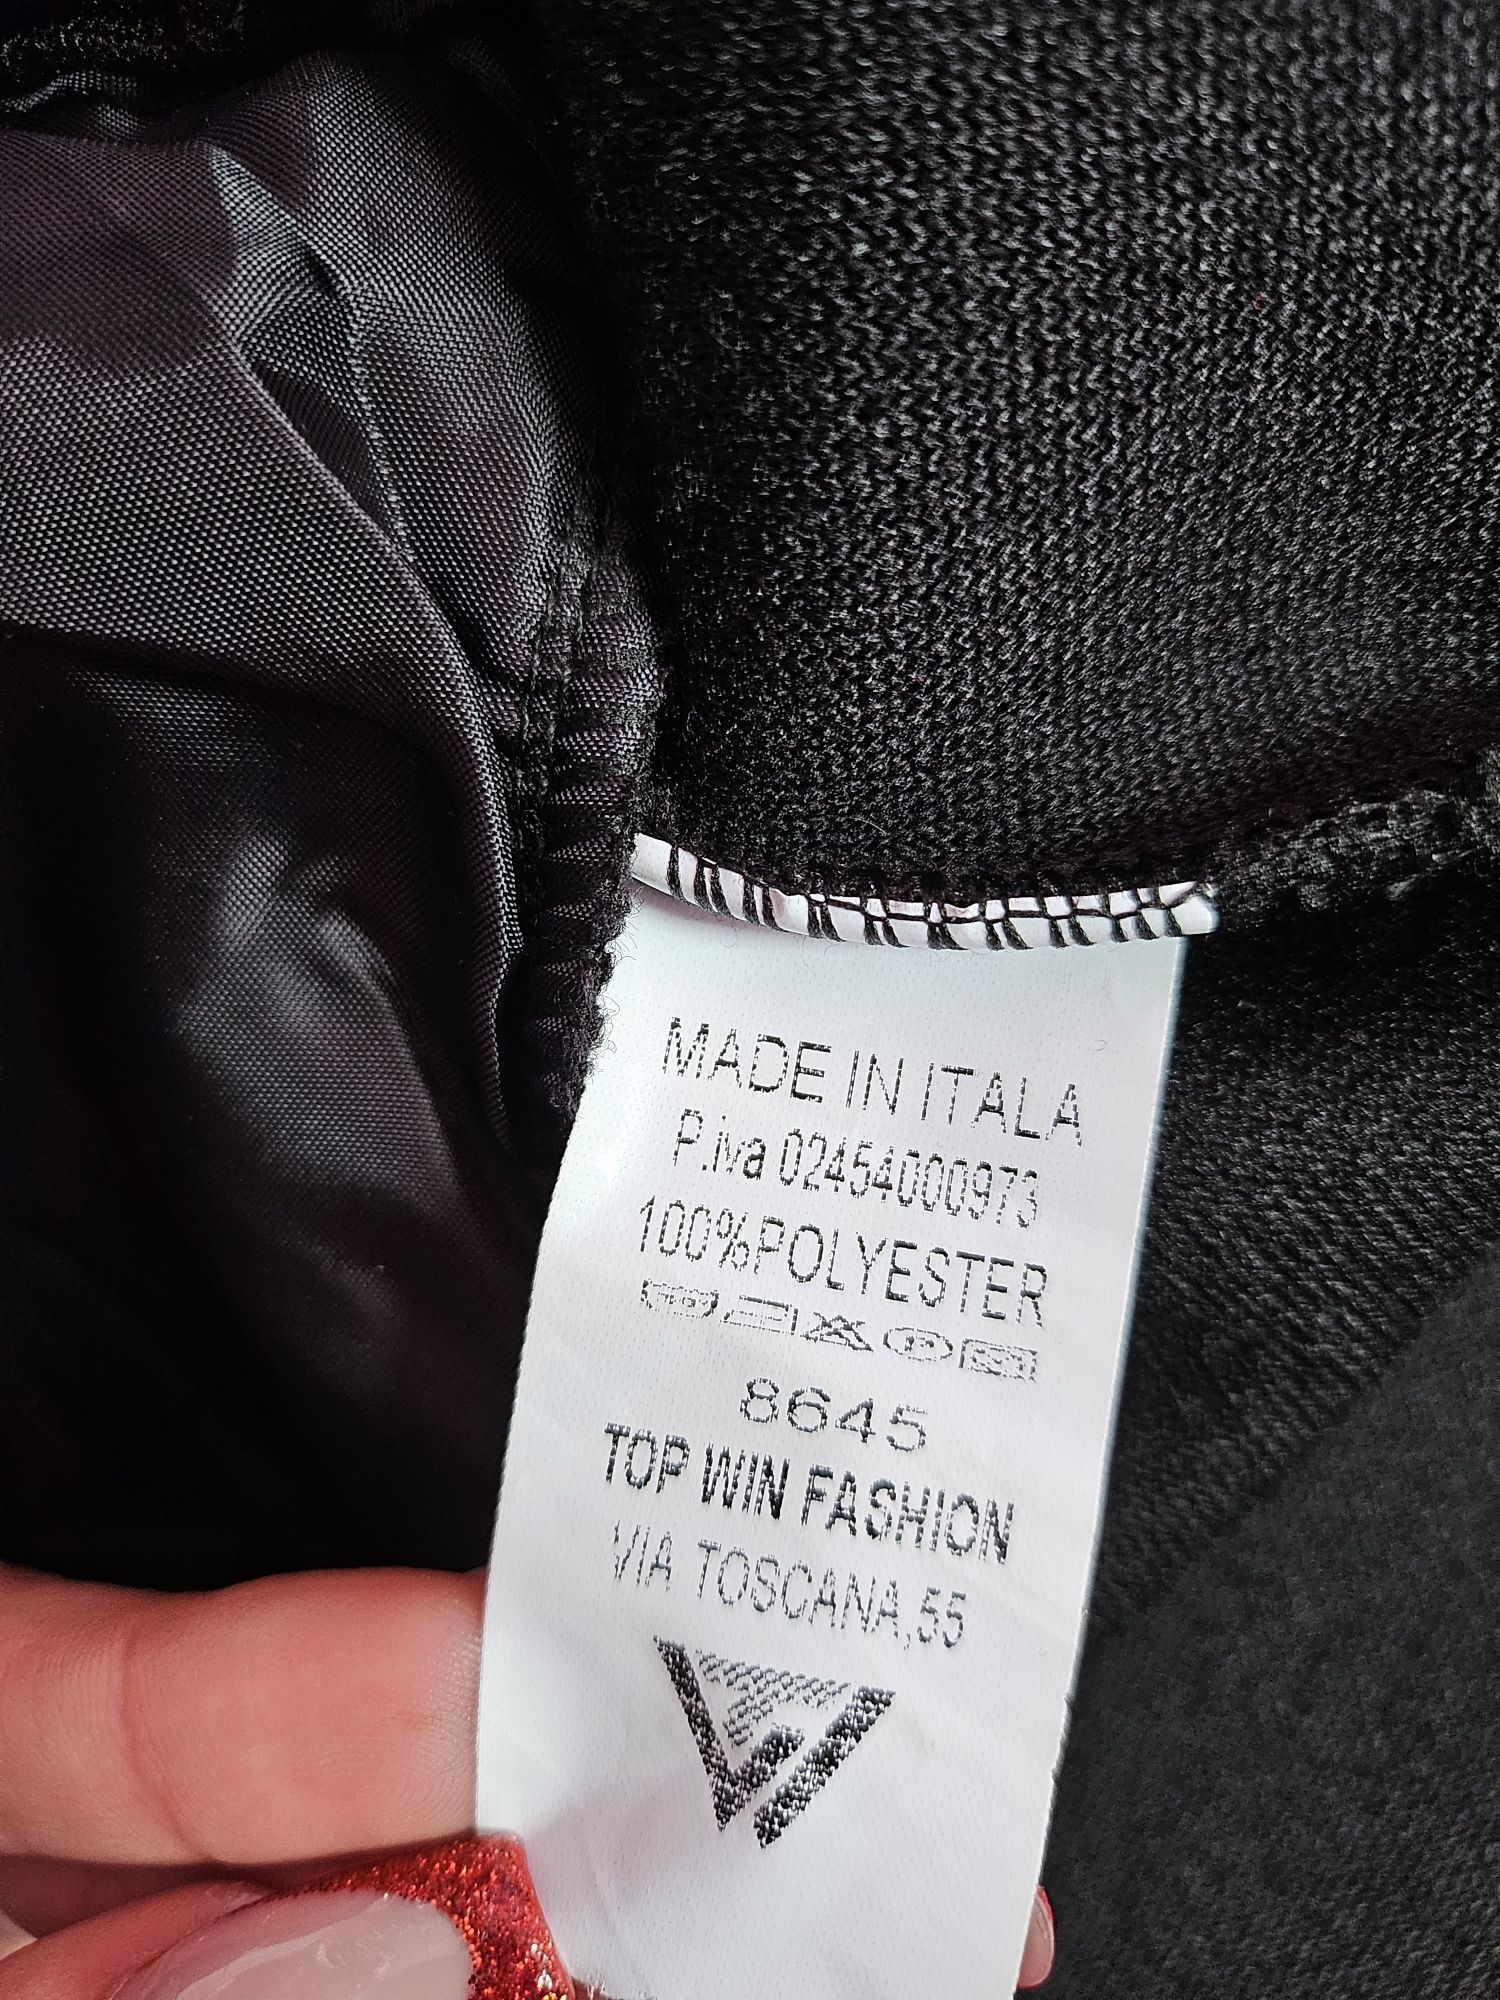 MADE IN ITALA
P.iva 02454000973
100%POLYESTER
8645
TOP WIN FASHION
VIA TOSCANA,55